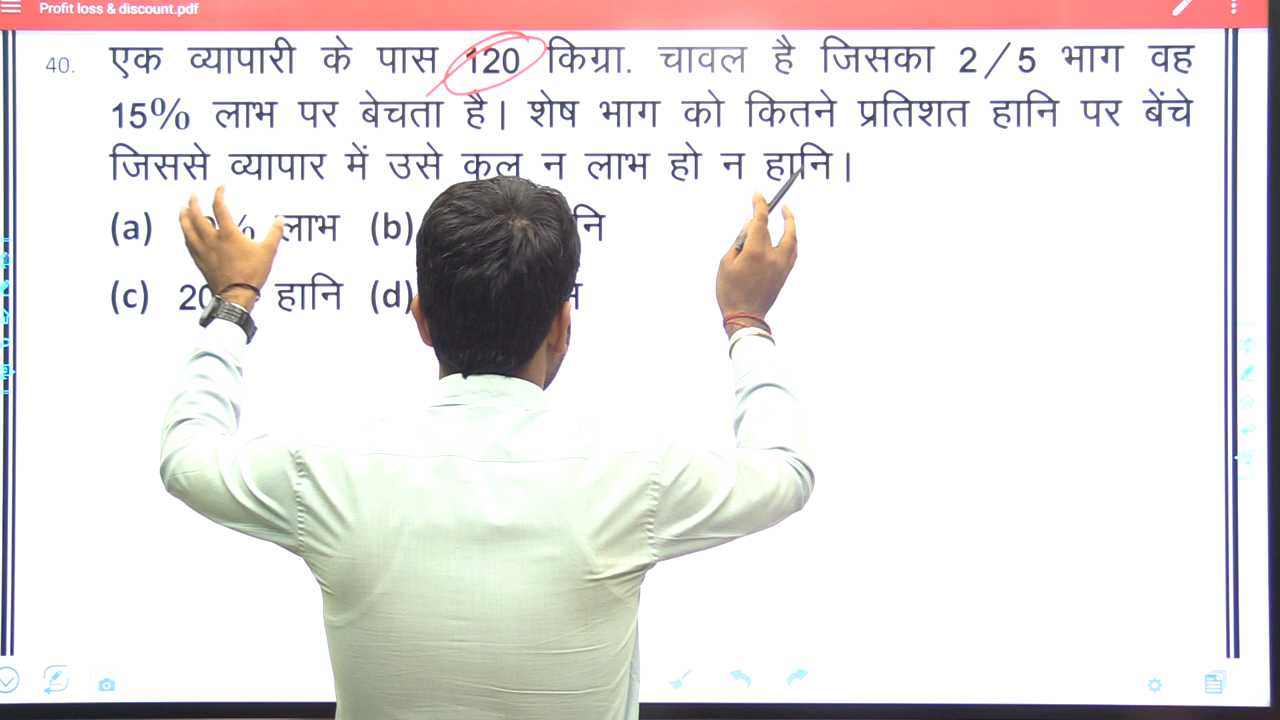 Profit loss & discount.pdf
40. एक व्यापारी के पास 120 किग्रा. चावल है जिसका 2/5 भाग वह
15% लाभ पर बेचता है। शेष भाग को कितने प्रतिशत हानि पर बेंचे
जिससे व्यापार में उसे कुल न लाभ हो न हानि।
(a) % लाभ (b)
(c) हानि (d)